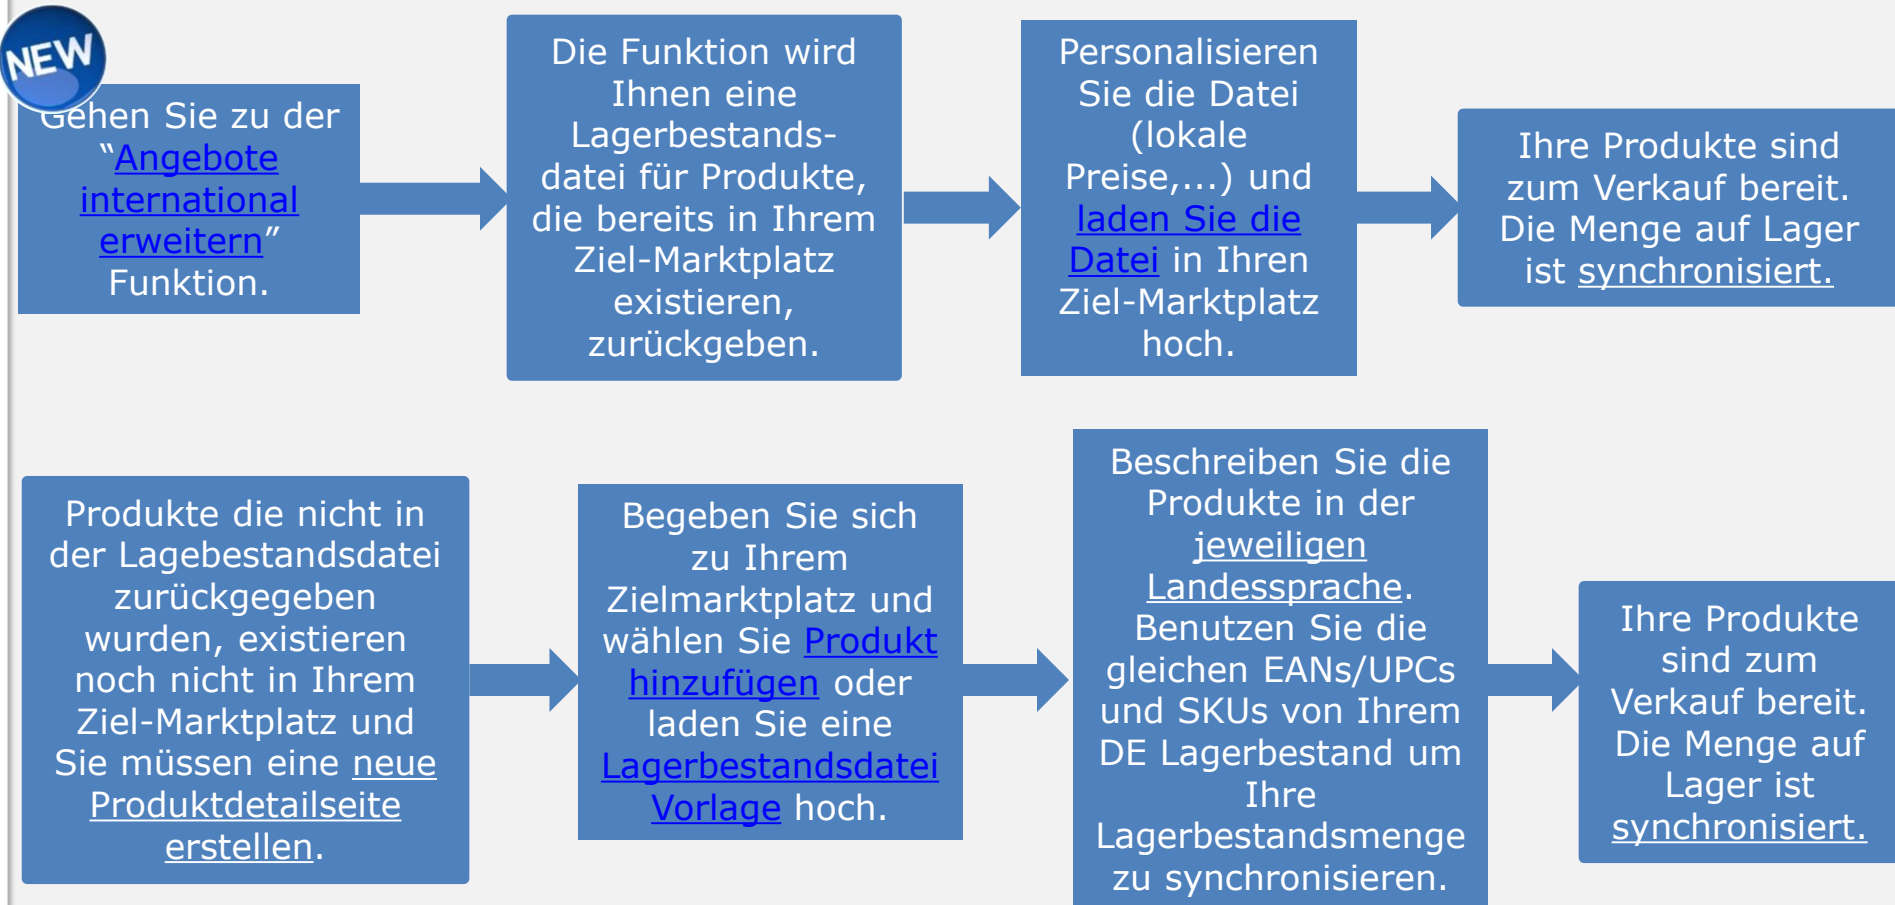 NEW
Gehen Sie zu der
“Angebote
international
erweitern”
Funktion.
Die Funktion wird
Ihnen eine
Lagerbestands-
datei für Produkte,
die bereits in Ihrem
Ziel-Marktplatz
existieren,
zurückgeben.
Personalisieren
Sie die Datei
(lokale
Preise,...) und
laden Sie die
Datei in Ihren
Ziel-Marktplatz
hoch.
Ihre Produkte sind
zum Verkauf bereit.
Die Menge auf Lager
ist synchronisiert.
Produkte die nicht in
der Lagebestandsdatei
zurückgegeben
wurden, existieren
noch nicht in Ihrem
Ziel-Marktplatz und
Sie müssen eine neue
Produktdetailseite
erstellen.
Begeben Sie sich
zu Ihrem
Zielmarktplatz und
wählen Sie Produkt
hinzufügen oder
laden Sie eine
Lagerbestandsdatei
Vorlage hoch.
Beschreiben Sie die
Produkte in der
jeweiligen
Landessprache.
Benutzen Sie die
gleichen EANs/UPCs
und SKUs von Ihrem
DE Lagerbestand um
Ihre
Lagerbestandsmenge
zu synchronisieren.
Ihre Produkte
sind zum
Verkauf bereit.
Die Menge auf
Lager ist
synchronisiert.